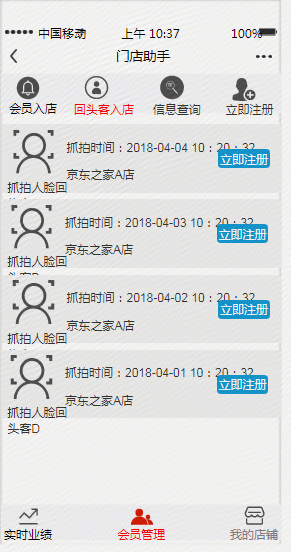 中国移动 上午 10:37 100%
门店助手
会员入店 回头客入店 信息查询 立即注册
抓拍时间：2018-04-04 10：20：32
立即注册
京东之家A店
抓拍人脸回
抓拍时间：2018-04-03 10：20：32
立即注册
京东之家A店
抓拍人脸回
抓拍时间：2018-04-02 10：20：32
立即注册
京东之家A店
抓拍人脸回
抓拍时间：2018-04-01 10：20：32
立即注册
京东之家A店
抓拍人脸回
头客D
实时业绩 会员管理 我的店铺